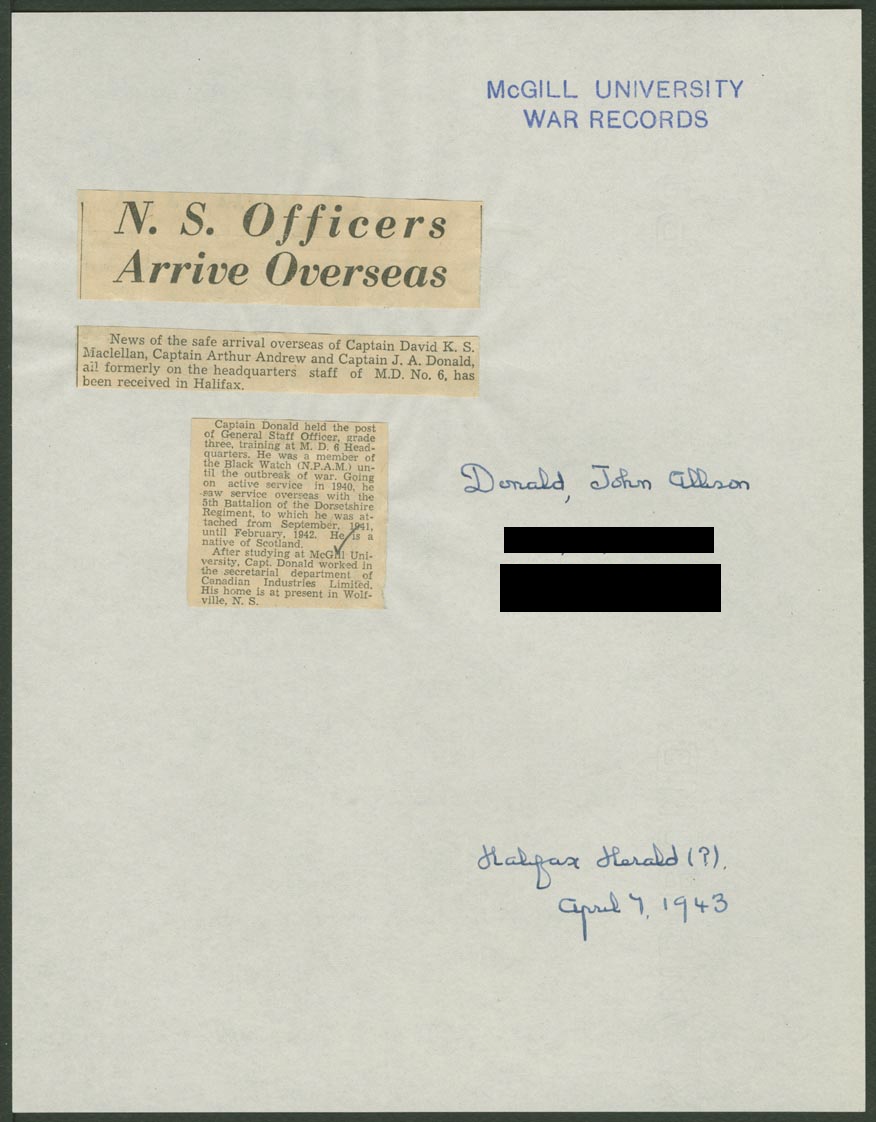 McGILL UNIVERSITY
WAR RECORDS
N. S. Officers
Arrive Overseas
News of the safe arrival overseas of Captain David K. S.
Maclellan, Captain Arthur Andrew and Captain J. A. Donald,
all formerly on the headquarters staff of M.D. No. 6, has
been received in Halifax.
Captain Donald held the post
of General Staff Officer, grade
three, training at M. D. 6 Head-
quarters. He was a member of
the Black Watch (N.P.A.M.) un-
til the outbreak of war. Going
on active service in 1940, he
saw service overseas with the
5th Battalion of the Dorsetshire
Regiment, to which he was at-
tached from September, 1941,
until February, 1942. He is a
native of Scotland.
After studying at McGill Uni-
versity, Capt. Donald worked in
the secretarial department of
Canadian Industries Limited.
His home is at present in Wolf-
ville, N. S.
Donald, John Allison
Halifax Herald (?).
April 7, 1943